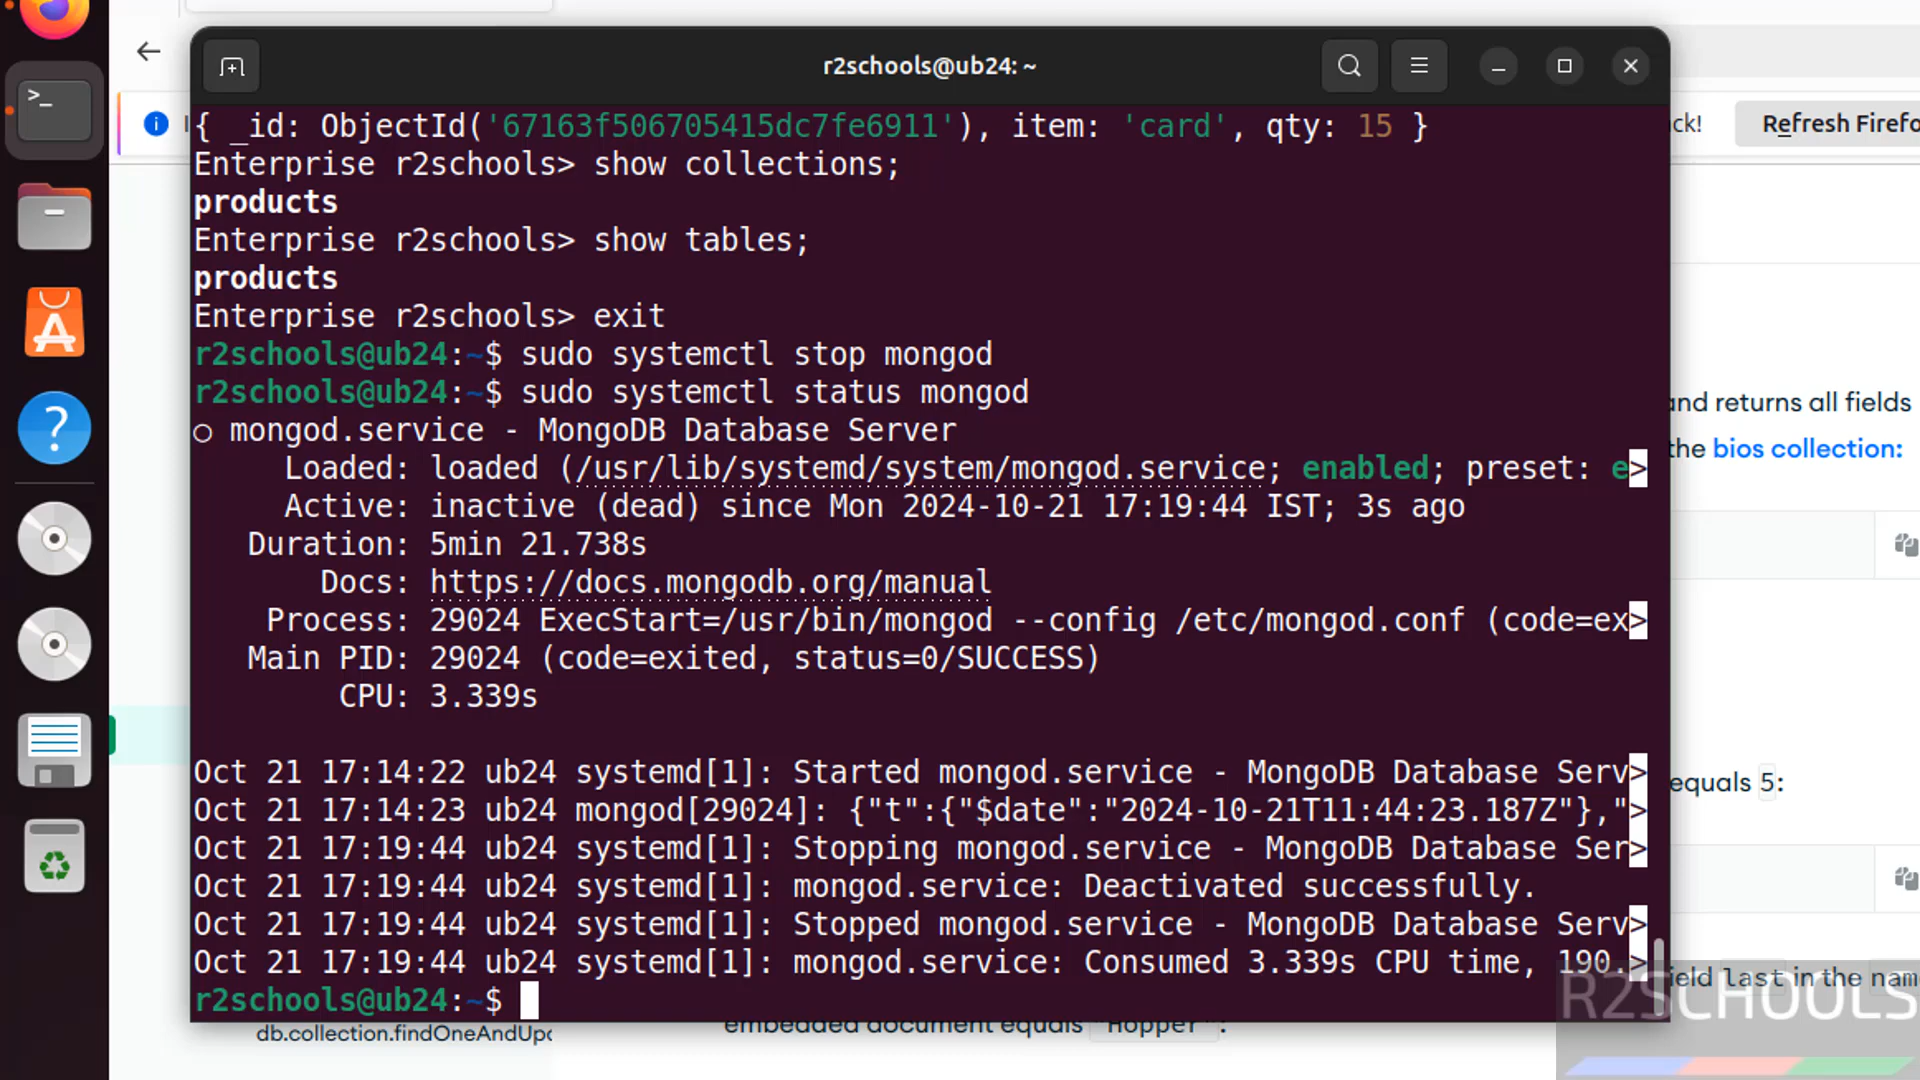 r2schools@ub24: ~
{ _id: ObjectId('67163f506705415dc7fe6911'), item: 'card', qty: 15 }
Enterprise r2schools> show collections;
products
Enterprise r2schools> show tables;
products
Enterprise r2schools> exit
r2schools@ub24:~$ sudo systemctl stop mongod
r2schools@ub24:~$ sudo systemctl status mongod
○ mongod.service - MongoDB Database Server
Loaded: loaded (/usr/lib/systemd/system/mongod.service; enabled; preset: e>
Active: inactive (dead) since Mon 2024-10-21 17:19:44 IST; 3s ago
Duration: 5min 21.738s
Docs: https://docs.mongodb.org/manual
Process: 29024 ExecStart=/usr/bin/mongod --config /etc/mongod.conf (code=ex>
Main PID: 29024 (code=exited, status=0/SUCCESS)
CPU: 3.339s
Oct 21 17:14:22 ub24 systemd[1]: Started mongod.service - MongoDB Database Serv>
Oct 21 17:14:23 ub24 mongod[29024]: {"t":{"$date":"2024-10-21T11:44:23.187Z"},">
Oct 21 17:19:44 ub24 systemd[1]: Stopping mongod.service - MongoDB Database Ser>
Oct 21 17:19:44 ub24 systemd[1]: mongod.service: Deactivated successfully.
Oct 21 17:19:44 ub24 systemd[1]: Stopped mongod.service - MongoDB Database Serv>
Oct 21 17:19:44 ub24 systemd[1]: mongod.service: Consumed 3.339s CPU time, 190.>
r2schools@ub24:~$
ck!
Refresh Firefo
and returns all fields
the bios collection:
equals 5:
ield last in the nam
embedded document equals "Hopper":
db.collection.findOneAndUpd
R2SCHOOLS